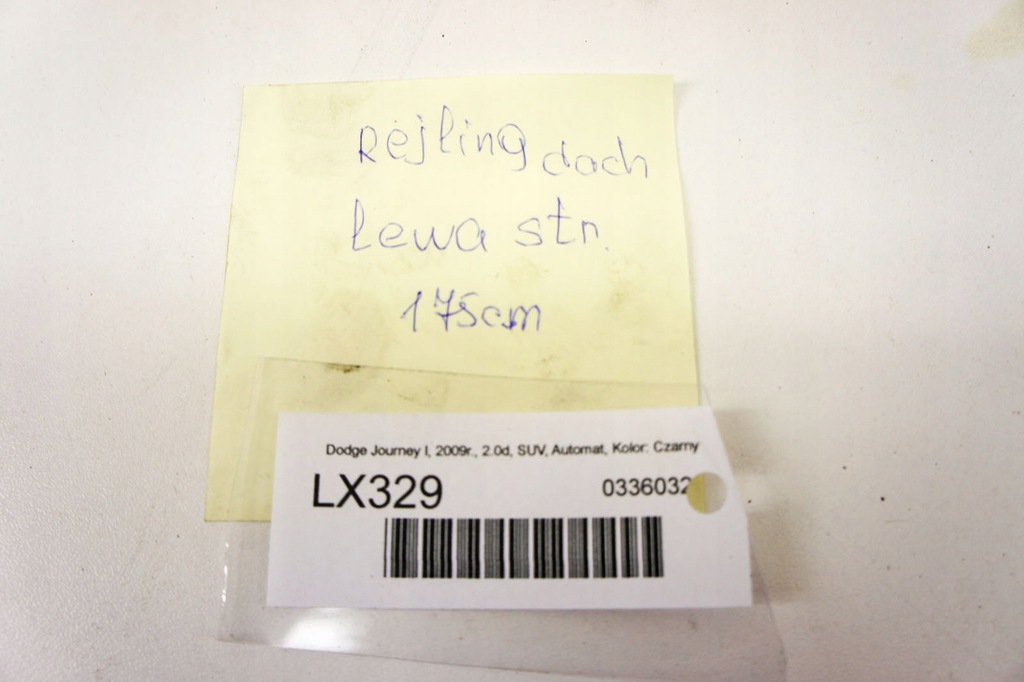 Rejling dach
lewa str.
175cm
Dodge Journey I, 2009r., 2.0d, SUV, Automat, Kolor: Czarny
LX329
0336032